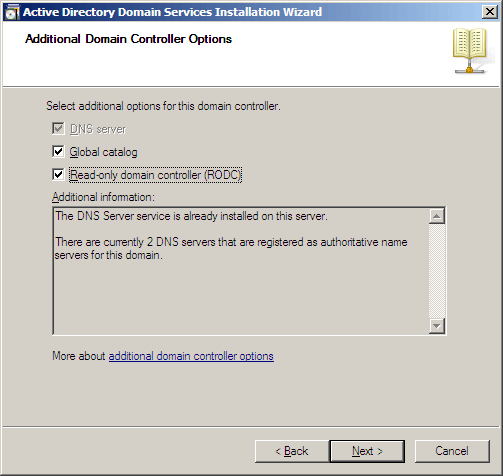 Active Directory Domain Services Installation Wizard
Additional Domain Controller Options
Select additional options for this domain controller.
DNS server
Global catalog
Read-only domain controller (RODC)
Additional information:
The DNS Server service is already installed on this server.
There are currently 2 DNS servers that are registered as authoritative name
servers for this domain.
More about additional domain controller options
< Back
Next >
Cancel